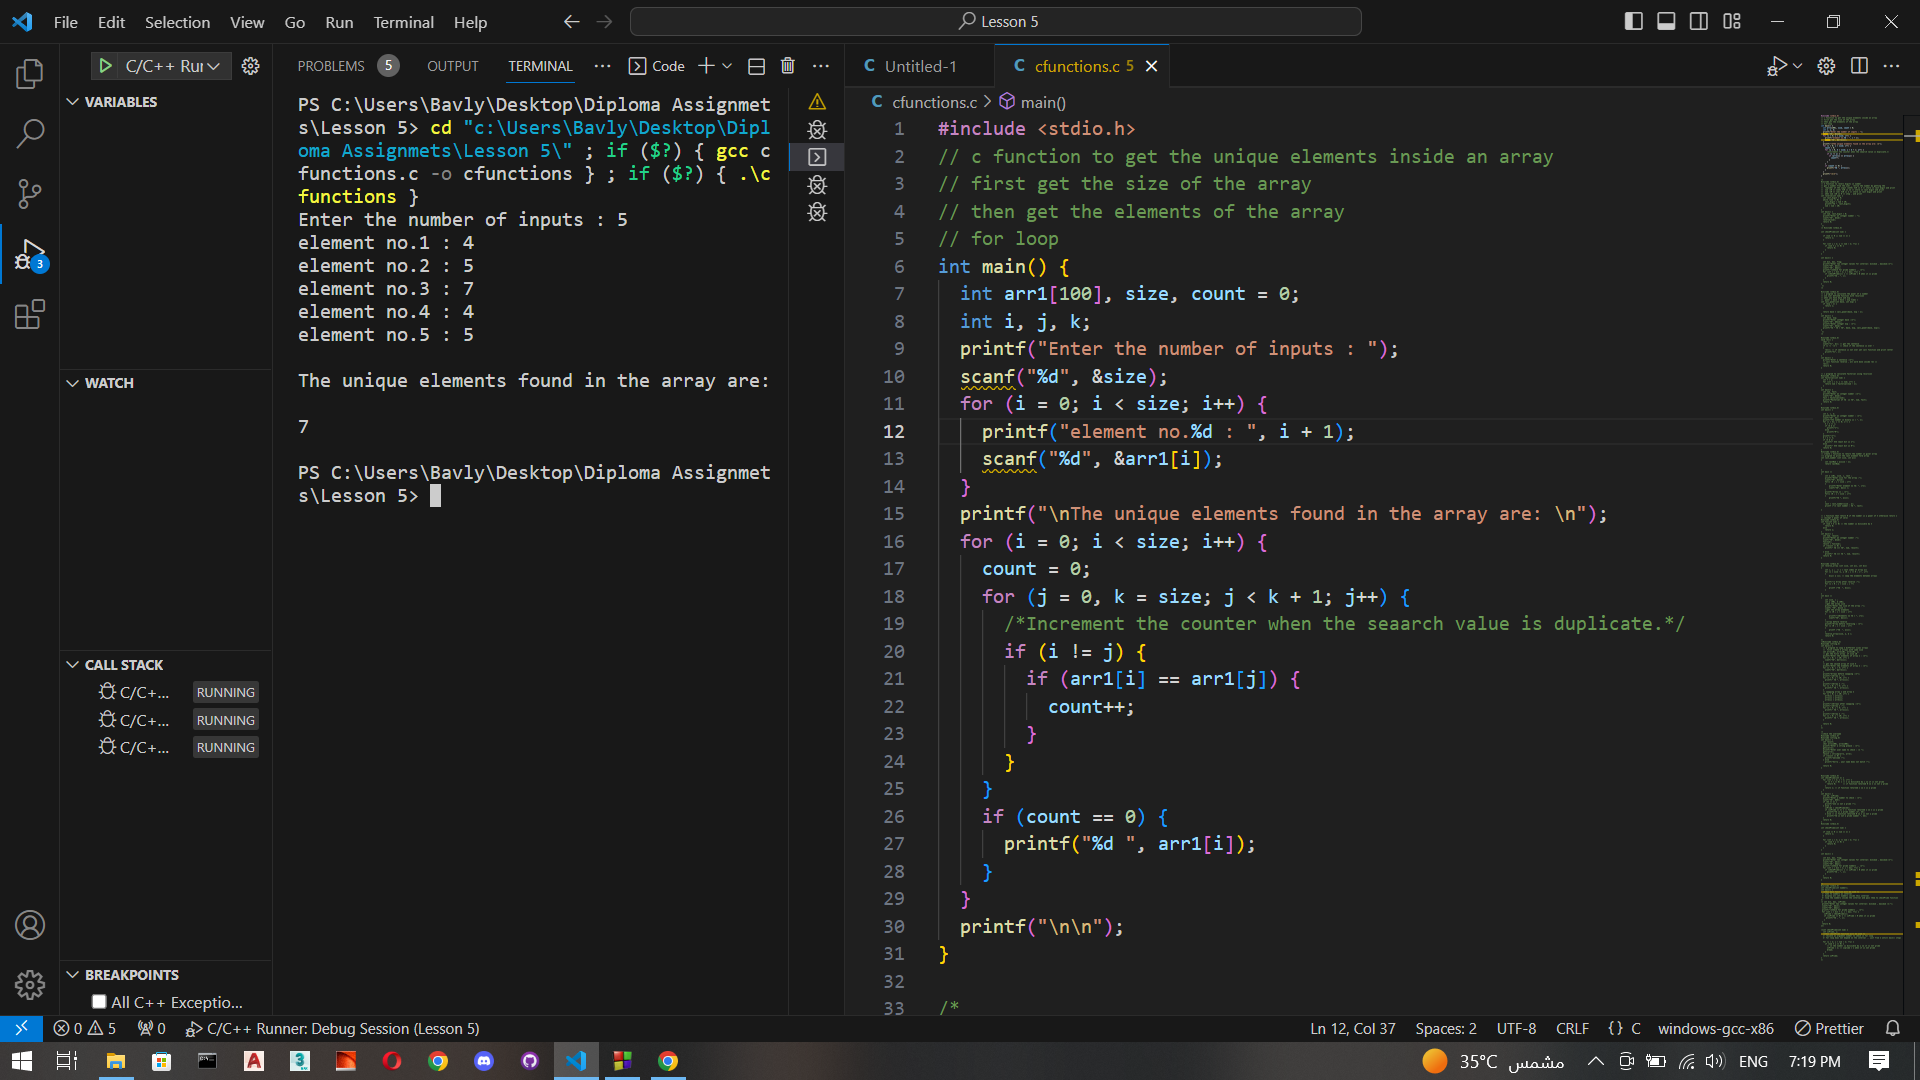 File Edit Selection View Go Run Terminal Help
Lesson 5
C/C++ Rur
PROBLEMS 5 OUTPUT TERMINAL ··· Code
C Untitled-1
C cfunctions.c 5
VARIABLES
WATCH
CALL STACK
C/C+... RUNNING
C/C+... RUNNING
C/C+... RUNNING
BREAKPOINTS
All C++ Exceptio...
3
PS C:\Users\Bavly\Desktop\Diploma Assignmet
s\Lesson 5> cd "c:\Users\Bavly\Desktop\Dipl
oma Assignmets\Lesson 5\" ; if ($?) { gcc c
functions.c -o cfunctions } ; if ($?) { .\c
functions }
Enter the number of inputs : 5
element no.1 : 4
element no.2 : 5
element no.3 : 7
element no.4 : 4
element no.5 : 5
The unique elements found in the array are:
7
PS C:\Users\Bavly\Desktop\Diploma Assignmet
s\Lesson 5>
C cfunctions.c > main()
1 #include <stdio.h>
2 // c function to get the unique elements inside an array
3 // first get the size of the array
4 // then get the elements of the array
5 // for loop
6 int main() {
7 int arr1[100], size, count = 0;
8 int i, j, k;
9 printf("Enter the number of inputs : ");
10 scanf("%d", &size);
11 for (i = 0; i < size; i++) {
12 printf("element no.%d : ", i + 1);
13 scanf("%d", &arr1[i]);
14 }
15 printf("\nThe unique elements found in the array are: \n");
16 for (i = 0; i < size; i++) {
17 count = 0;
18 for (j = 0, k = size; j < k + 1; j++) {
19 /*Increment the counter when the seaarch value is duplicate.*/
20 if (i != j) {
21 if (arr1[i] == arr1[j]) {
22 count++;
23 }
24 }
25 }
26 if (count == 0) {
27 printf("%d ", arr1[i]);
28 }
29 }
30 printf("\n\n");
31 }
32
33 /*
0 5 0 C/C++ Runner: Debug Session (Lesson 5)
Ln 12, Col 37 Spaces: 2 UTF-8 CRLF {} C windows-gcc-x86 Prettier
35°C مشمس ENG 7:19 PM